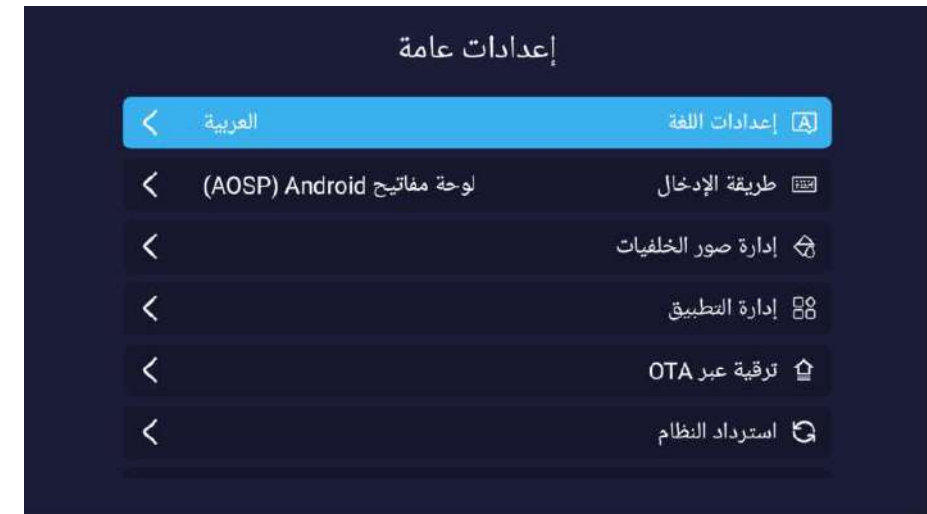 إعدادات عامة
إعدادات اللغة العربية
طريقة الإدخال لوحة مفاتيح Android (AOSP)
إدارة صور الخلفيات
إدارة التطبيق
ترقية عبر OTA
استرداد النظام